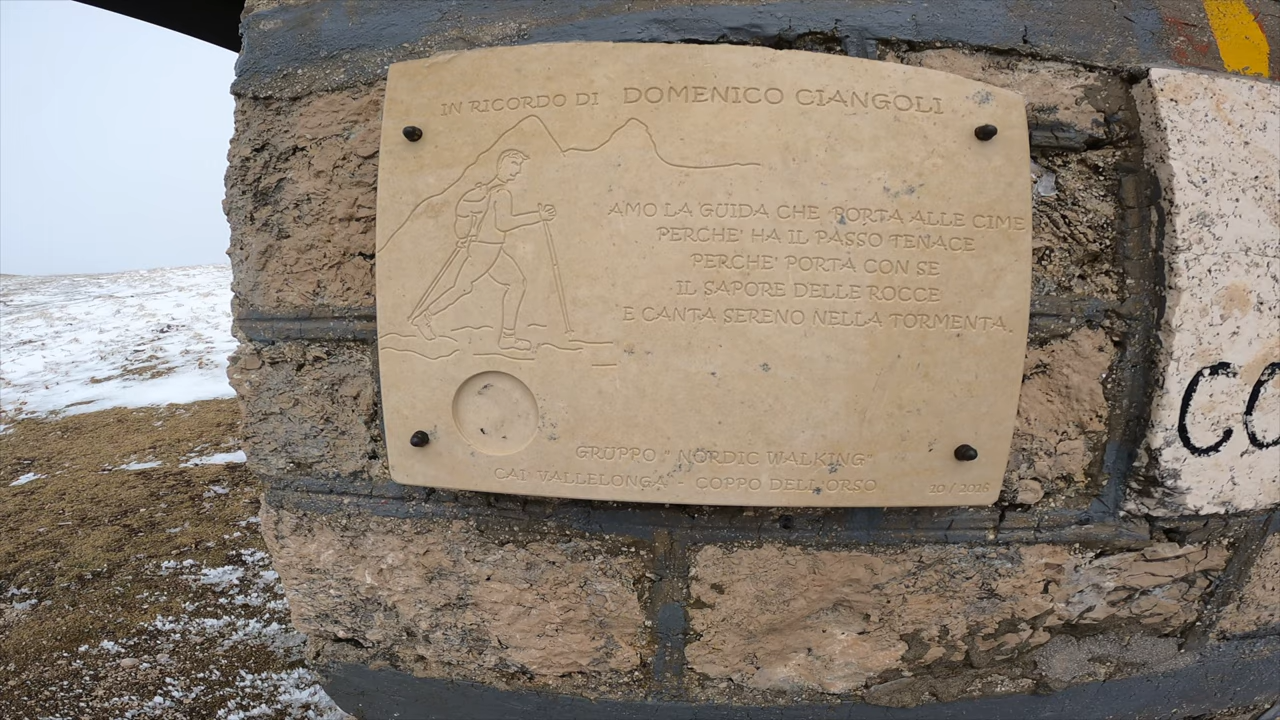 IN RICORDO DI DOMENICO CIANGOLI
AMO LA GUIDA CHE PORTA ALLE CIME
PERCHE' HA IL PASSO TENACE
PERCHE' PORTA CON SE
IL SAPORE DELLE ROCCE
E CANTA SERENO NELLA TORMENTA.
GRUPPO " NORDIC WALKING"
CAI VALLELONGA - COPPO DELL'ORSO
CO